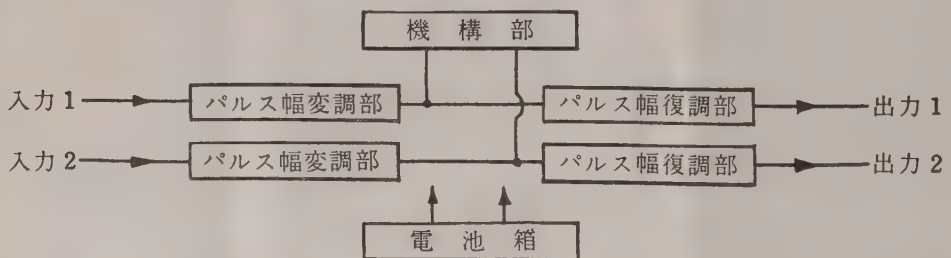 機構部
入力1 パルス幅変調部 パルス幅復調部 出力1
入力2 パルス幅変調部 パルス幅復調部 出力2
電池箱